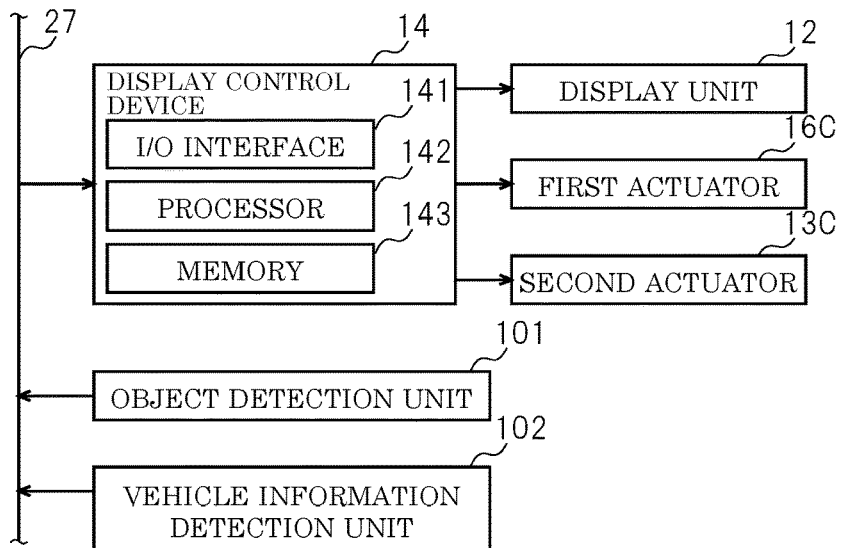 27
14
12
DISPLAY CONTROL
DEVICE
141
I/O INTERFACE
142
PROCESSOR
143
MEMORY
DISPLAY UNIT
16C
FIRST ACTUATOR
13C
SECOND ACTUATOR
101
OBJECT DETECTION UNIT
102
VEHICLE INFORMATION
DETECTION UNIT